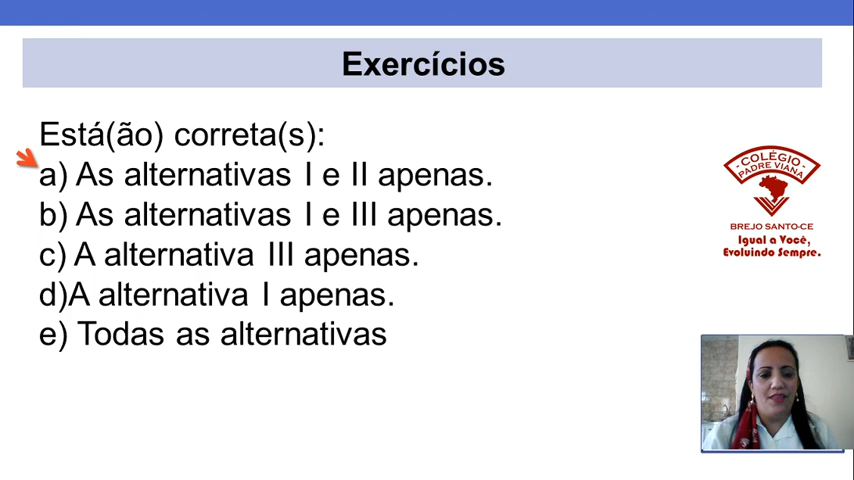 Exercícios
Está(ão) correta(s):
a) As alternativas I e II apenas.
b) As alternativas I e III apenas.
c) A alternativa III apenas.
d)A alternativa I apenas.
e) Todas as alternativas
COLÉGIO
PADRE VIANA
BREJO SANTO-CE
Igual a Você,
Evoluindo Sempre.